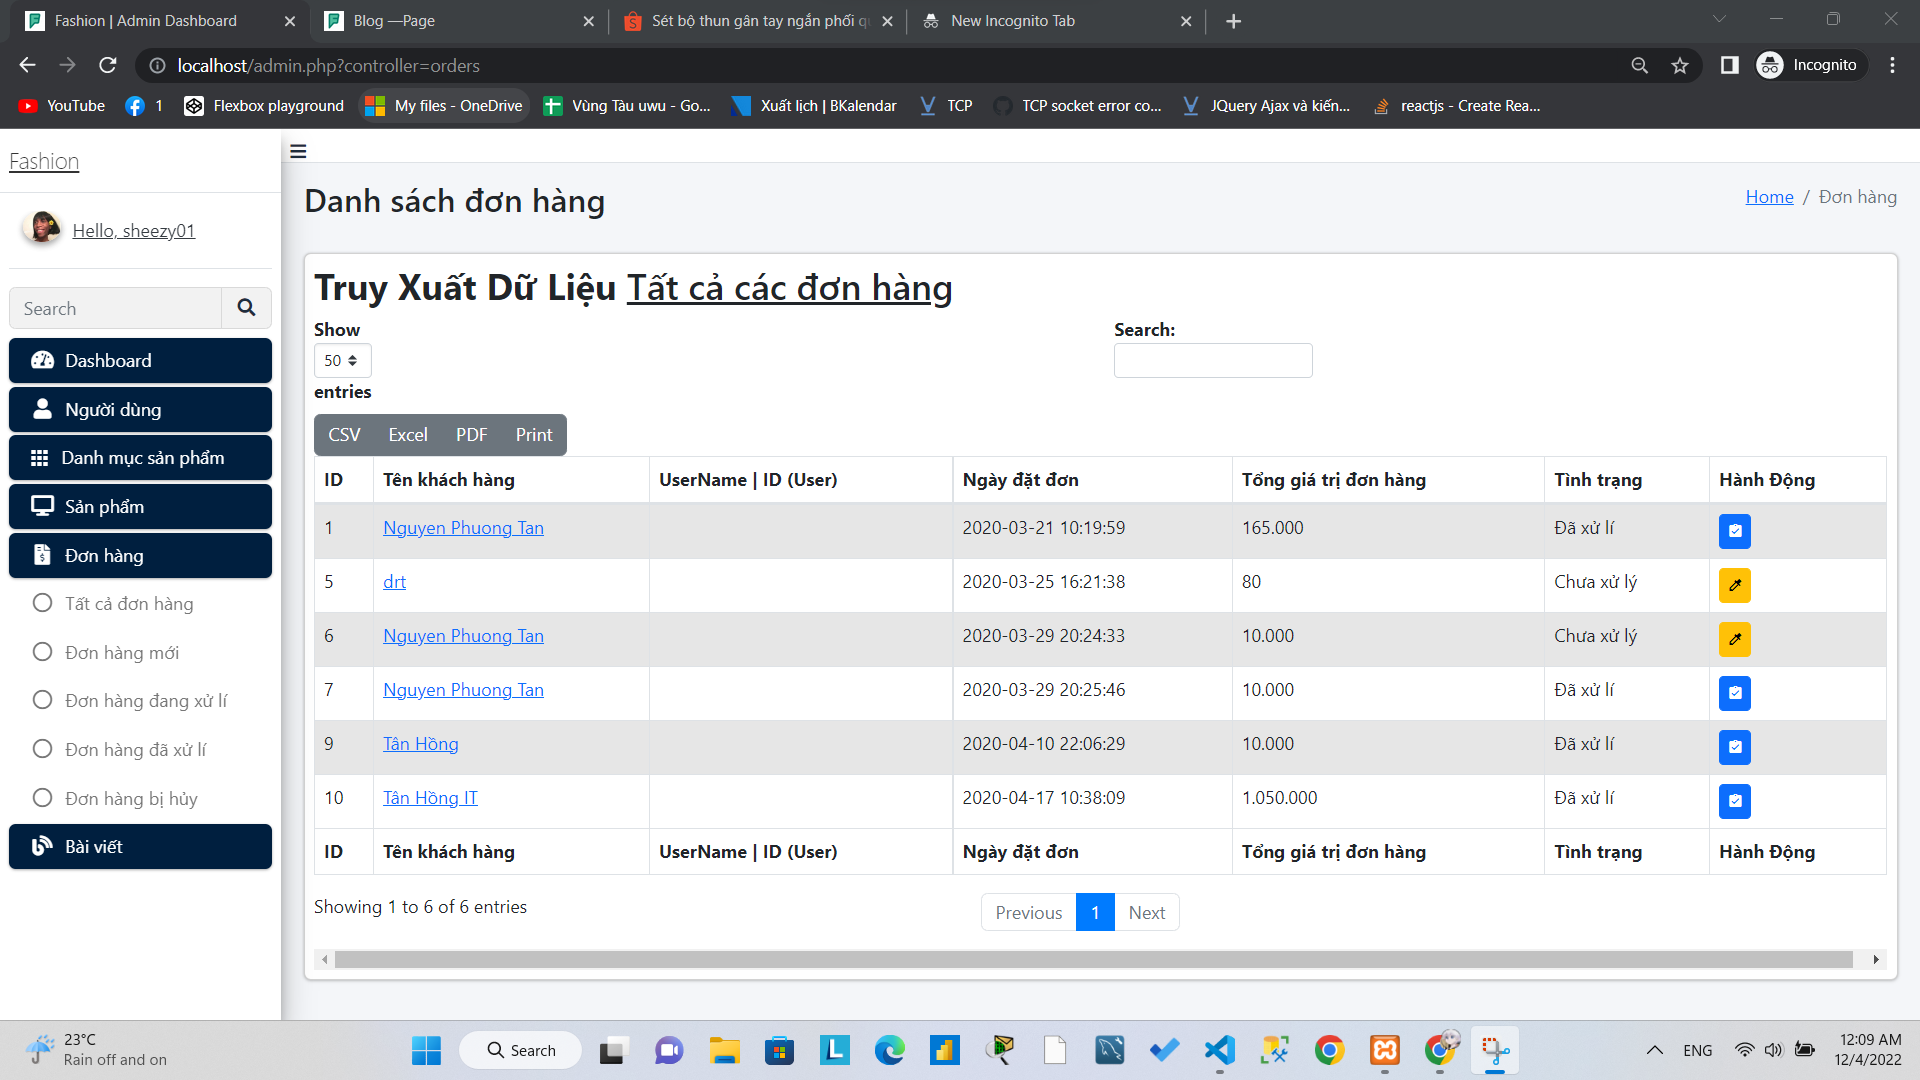 Fashion | Admin Dashboard
Blog —Page
Sét bộ thun gân tay ngắn phối qu
New Incognito Tab
localhost/admin.php?controller=orders
Incognito
YouTube
1
Flexbox playground
My files - OneDrive
Vùng Tàu uwu - Go...
Xuất lịch | BKalendar
TCP
TCP socket error co...
JQuery Ajax và kiến...
reactjs - Create Rea...
Fashion
Hello, sheezy01
Search
Dashboard
Người dùng
Danh mục sản phẩm
Sản phẩm
Đơn hàng
Tất cả đơn hàng
Đơn hàng mới
Đơn hàng đang xử lí
Đơn hàng đã xử lí
Đơn hàng bị hủy
Bài viết
Danh sách đơn hàng
Home / Đơn hàng
Truy Xuất Dữ Liệu Tất cả các đơn hàng
Show
50
entries
Search:
CSV Excel PDF Print
ID Tên khách hàng UserName | ID (User) Ngày đặt đơn Tổng giá trị đơn hàng Tình trạng Hành Động
1 Nguyen Phuong Tan 2020-03-21 10:19:59 165.000 Đã xử lí
5 drt 2020-03-25 16:21:38 80 Chưa xử lý
6 Nguyen Phuong Tan 2020-03-29 20:24:33 10.000 Chưa xử lý
7 Nguyen Phuong Tan 2020-03-29 20:25:46 10.000 Đã xử lí
9 Tân Hồng 2020-04-10 22:06:29 10.000 Đã xử lí
10 Tân Hồng IT 2020-04-17 10:38:09 1.050.000 Đã xử lí
ID Tên khách hàng UserName | ID (User) Ngày đặt đơn Tổng giá trị đơn hàng Tình trạng Hành Động
Showing 1 to 6 of 6 entries
Previous 1 Next
23°C
Rain off and on
Search
ENG
12:09 AM
12/4/2022